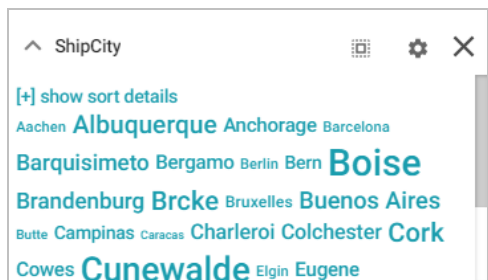 ShipCity
[+] show sort details
Aachen Albuquerque Anchorage Barcelona
Barquisimeto Bergamo Berlin Bern Boise
Brandenburg Brcke Bruxelles Buenos Aires
Butte Campinas Caracas Charleroi Colchester Cork
Cowes Cunewalde Elgin Eugene